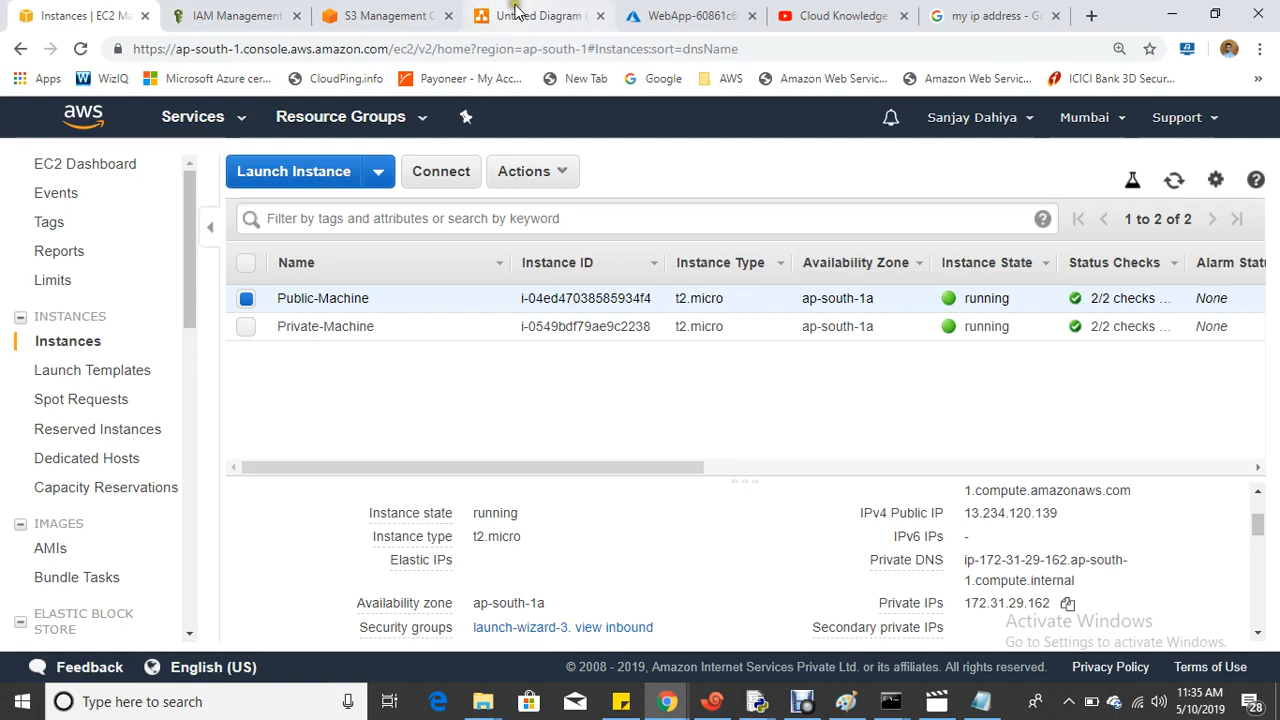 Instances | EC2 Man
IAM Management
S3 Management C
Untitled Diagram
WebApp-60861c6
Cloud Knowledge
my ip address - Go
https://ap-south-1.console.aws.amazon.com/ec2/v2/home?region=ap-south-1#Instances:sort=dnsName
Apps
WizIQ
Microsoft Azure cer...
CloudPing.info
Payoneer - My Acc...
New Tab
Google
AWS
Amazon Web Servic...
Amazon Web Servic...
ICICI Bank 3D Secur...
»
aws
Services
Resource Groups
Sanjay Dahiya
Mumbai
Support
EC2 Dashboard
Events
Tags
Reports
Limits
INSTANCES
Instances
Launch Templates
Spot Requests
Reserved Instances
Dedicated Hosts
Capacity Reservations
IMAGES
AMIs
Bundle Tasks
ELASTIC BLOCK
STORE
Launch Instance
Connect
Actions
Filter by tags and attributes or search by keyword
1 to 2 of 2
Name Instance ID Instance Type Availability Zone Instance State Status Checks Alarm Statu
Public-Machine i-04ed47038585934f4 t2.micro ap-south-1a running 2/2 checks ... None
Private-Machine i-0549bdf79ae9c2238 t2.micro ap-south-1a running 2/2 checks ... None
1.compute.amazonaws.com
Instance state running IPv4 Public IP 13.234.120.139
Instance type t2.micro IPv6 IPs -
Elastic IPs Private DNS ip-172-31-29-162.ap-south-
1.compute.internal
Availability zone ap-south-1a Private IPs 172.31.29.162
Security groups launch-wizard-3. view inbound Secondary private IPs
Activate Windows
Go to Settings to activate Windows.
Feedback
English (US)
© 2008 - 2019, Amazon Internet Services Private Ltd. or its affiliates. All rights reserved.
Privacy Policy
Terms of Use
Type here to search
11:35 AM
5/10/2019
28